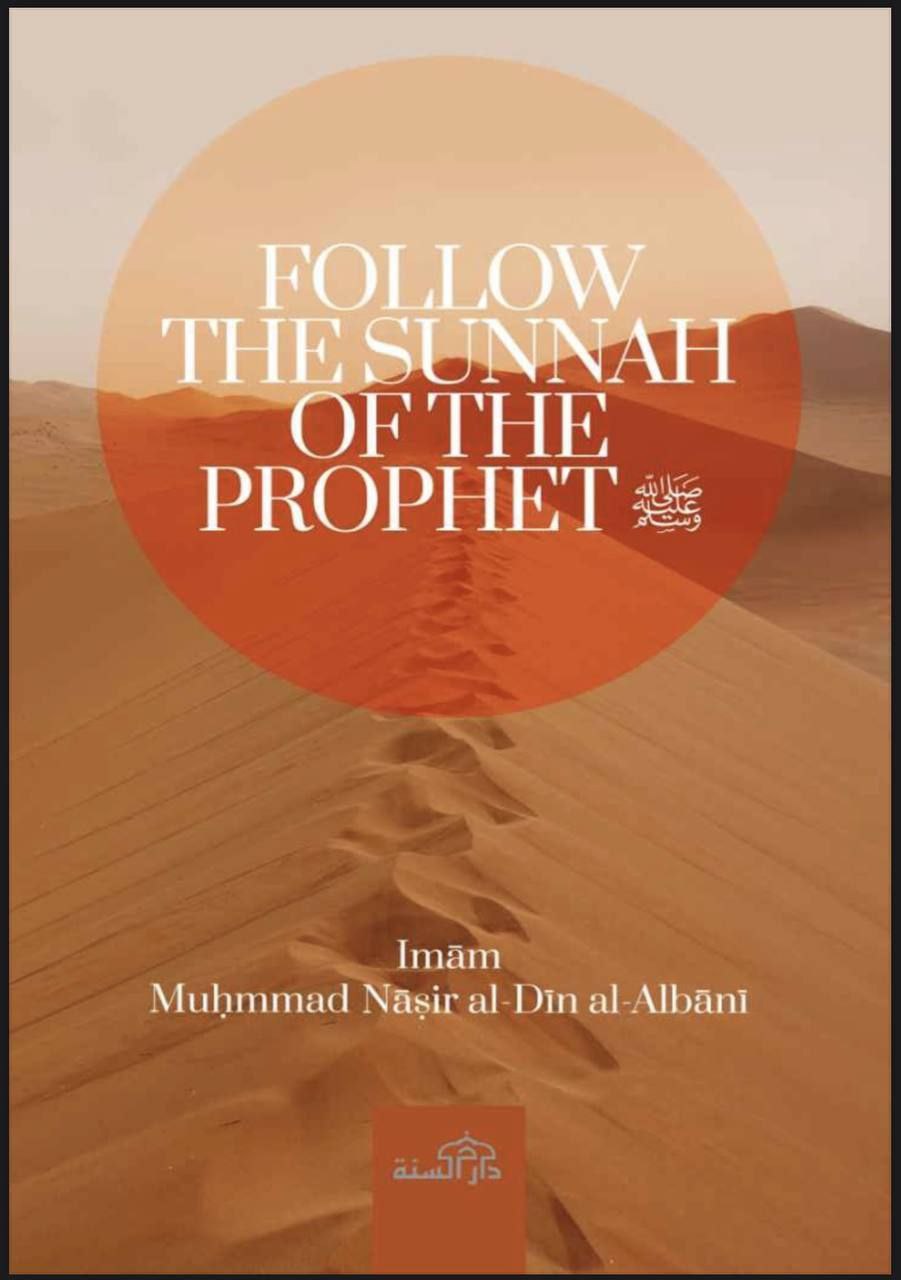 FOLLOW
THE SUNNAH
OF THE
PROPHET ﷺ
Imām
Muḥmmad Nāṣir al-Dīn al-Albānī
دار السنة